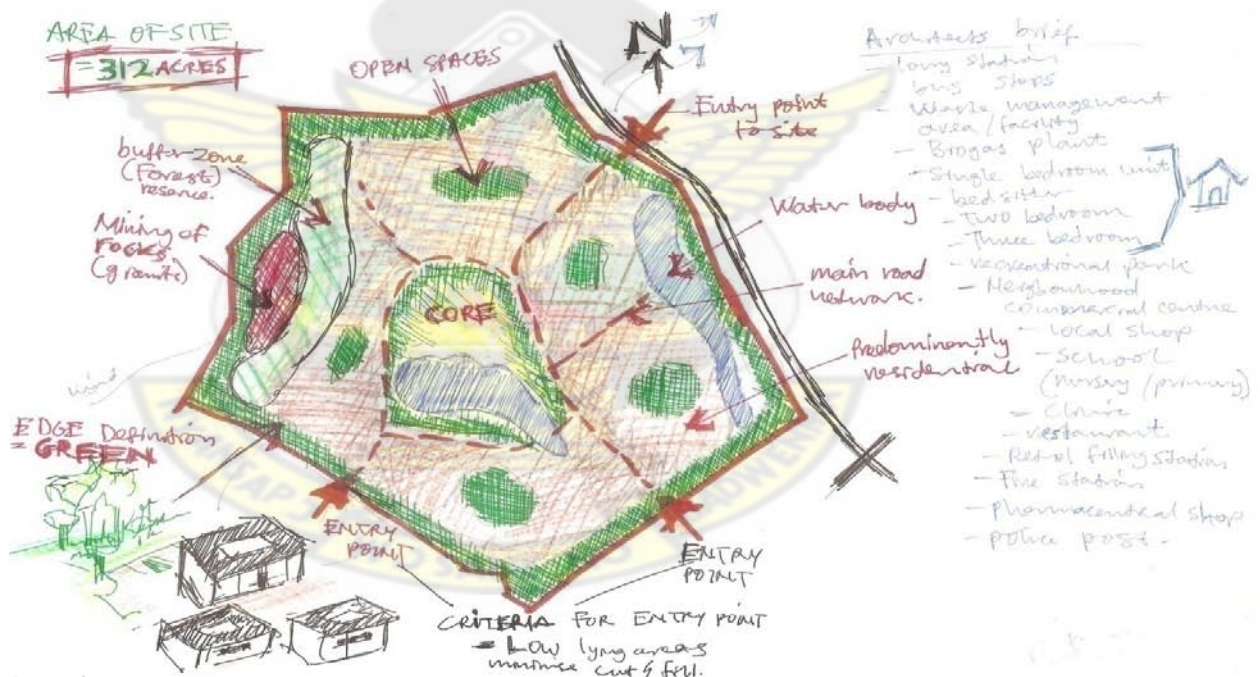 AREA OF SITE
= 312 ACRES
OPEN SPACES
N
Entry point
to site
buffer zone
(Forest)
reserve.
Mining of
rocks
(granite)
Water body
main road
network.
CORE
Predominently
residential
wind
EDGE Definition
= GREEN
ENTRY
POINT
ENTRY
POINT
CRITERIA FOR ENTRY POINT
= Low lying areas
minimise cut & fill.
Architects brief
- lorry station
- bus stops
- Waste management
area / facility
- Biogas plant
- Single bedroom unit
- bed sitter
- Two bedroom
- Three bedroom
- recreational park
- Neighbourhood
commercial centre
- local shop
- school
(nursery / primary)
- Clinic
- restaurant
- Petrol filling station
- Fire station
- pharmaceutical shop
- police post.